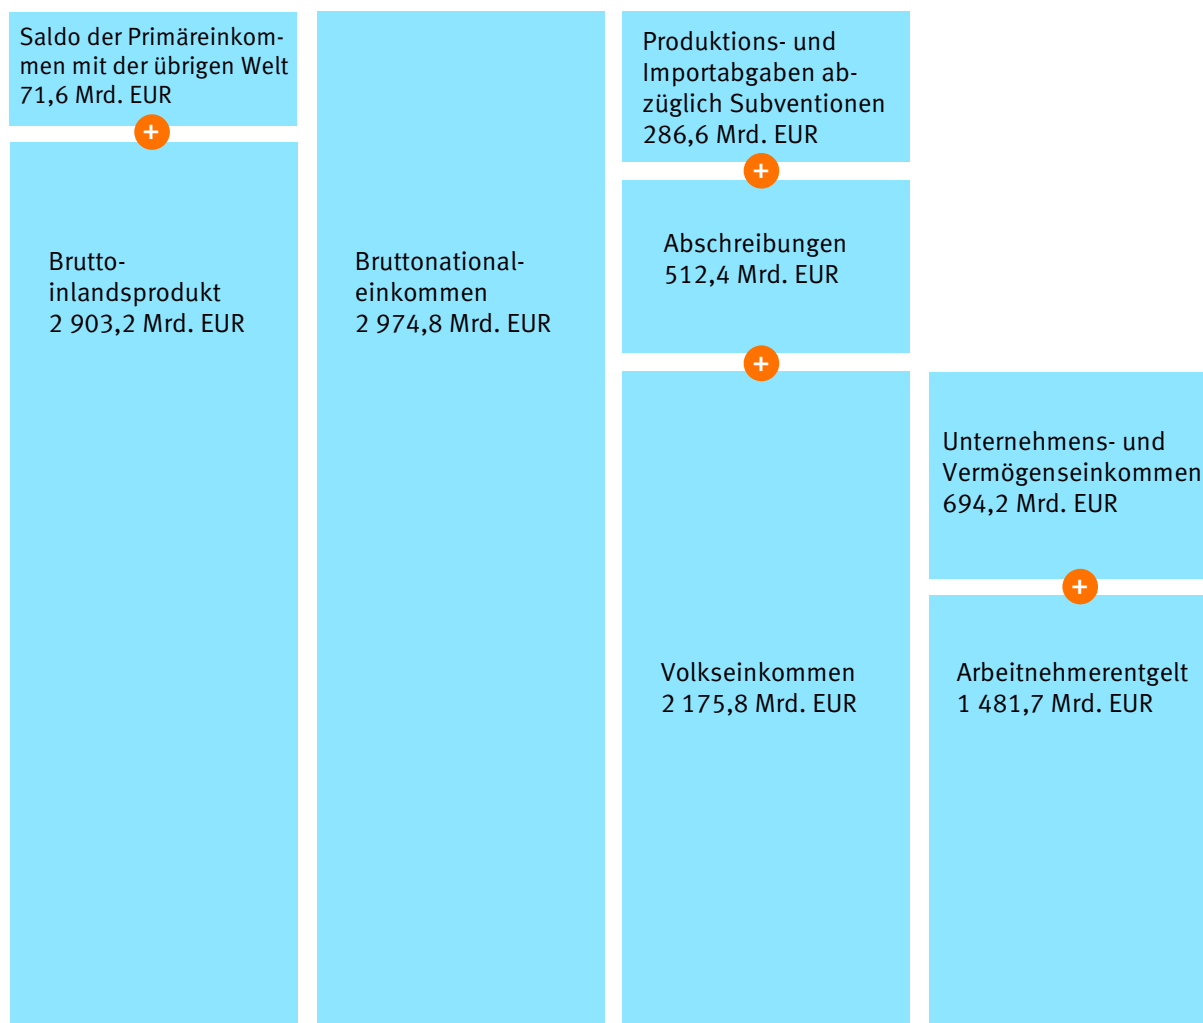 Saldo der Primäreinkom-
men mit der übrigen Welt
71,6 Mrd. EUR
+
Brutto-
inlandsprodukt
2 903,2 Mrd. EUR
Bruttonational-
einkommen
2 974,8 Mrd. EUR
Produktions- und
Importabgaben ab-
züglich Subventionen
286,6 Mrd. EUR
+
Abschreibungen
512,4 Mrd. EUR
+
Volkseinkommen
2 175,8 Mrd. EUR
Unternehmens- und
Vermögenseinkommen
694,2 Mrd. EUR
+
Arbeitnehmerentgelt
1 481,7 Mrd. EUR